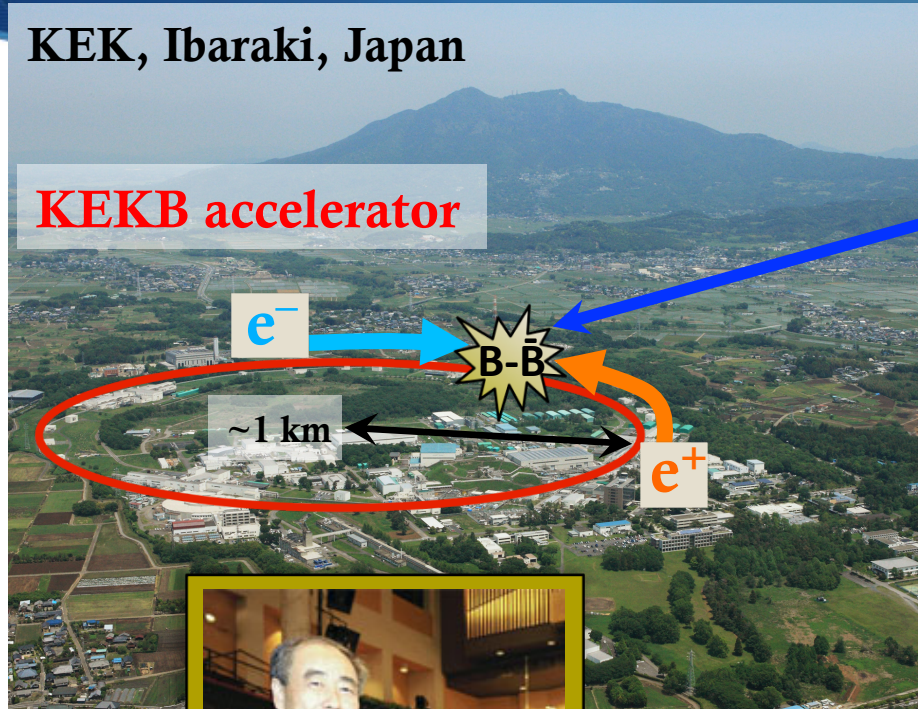 KEK, Ibaraki, Japan
KEKB accelerator
e⁻
B-B̄
~1 km
e⁺